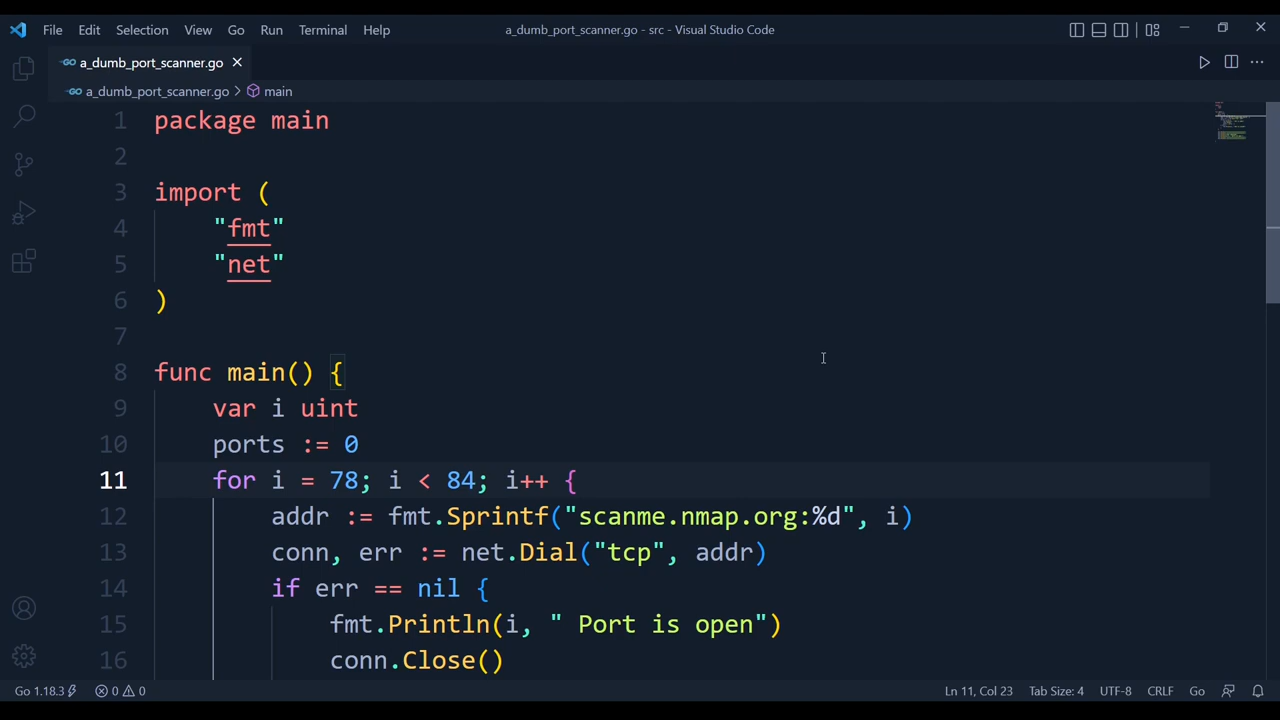 File Edit Selection View Go Run Terminal Help a_dumb_port_scanner.go - src - Visual Studio Code
a_dumb_port_scanner.go
a_dumb_port_scanner.go > main
1 package main
2
3 import (
4 "fmt"
5 "net"
6 )
7
8 func main() {
9 var i uint
10 ports := 0
11 for i = 78; i < 84; i++ {
12 addr := fmt.Sprintf("scanme.nmap.org:%d", i)
13 conn, err := net.Dial("tcp", addr)
14 if err == nil {
15 fmt.Println(i, " Port is open")
16 conn.Close()
Go 1.18.3 0 0 Ln 11, Col 23 Tab Size: 4 UTF-8 CRLF Go